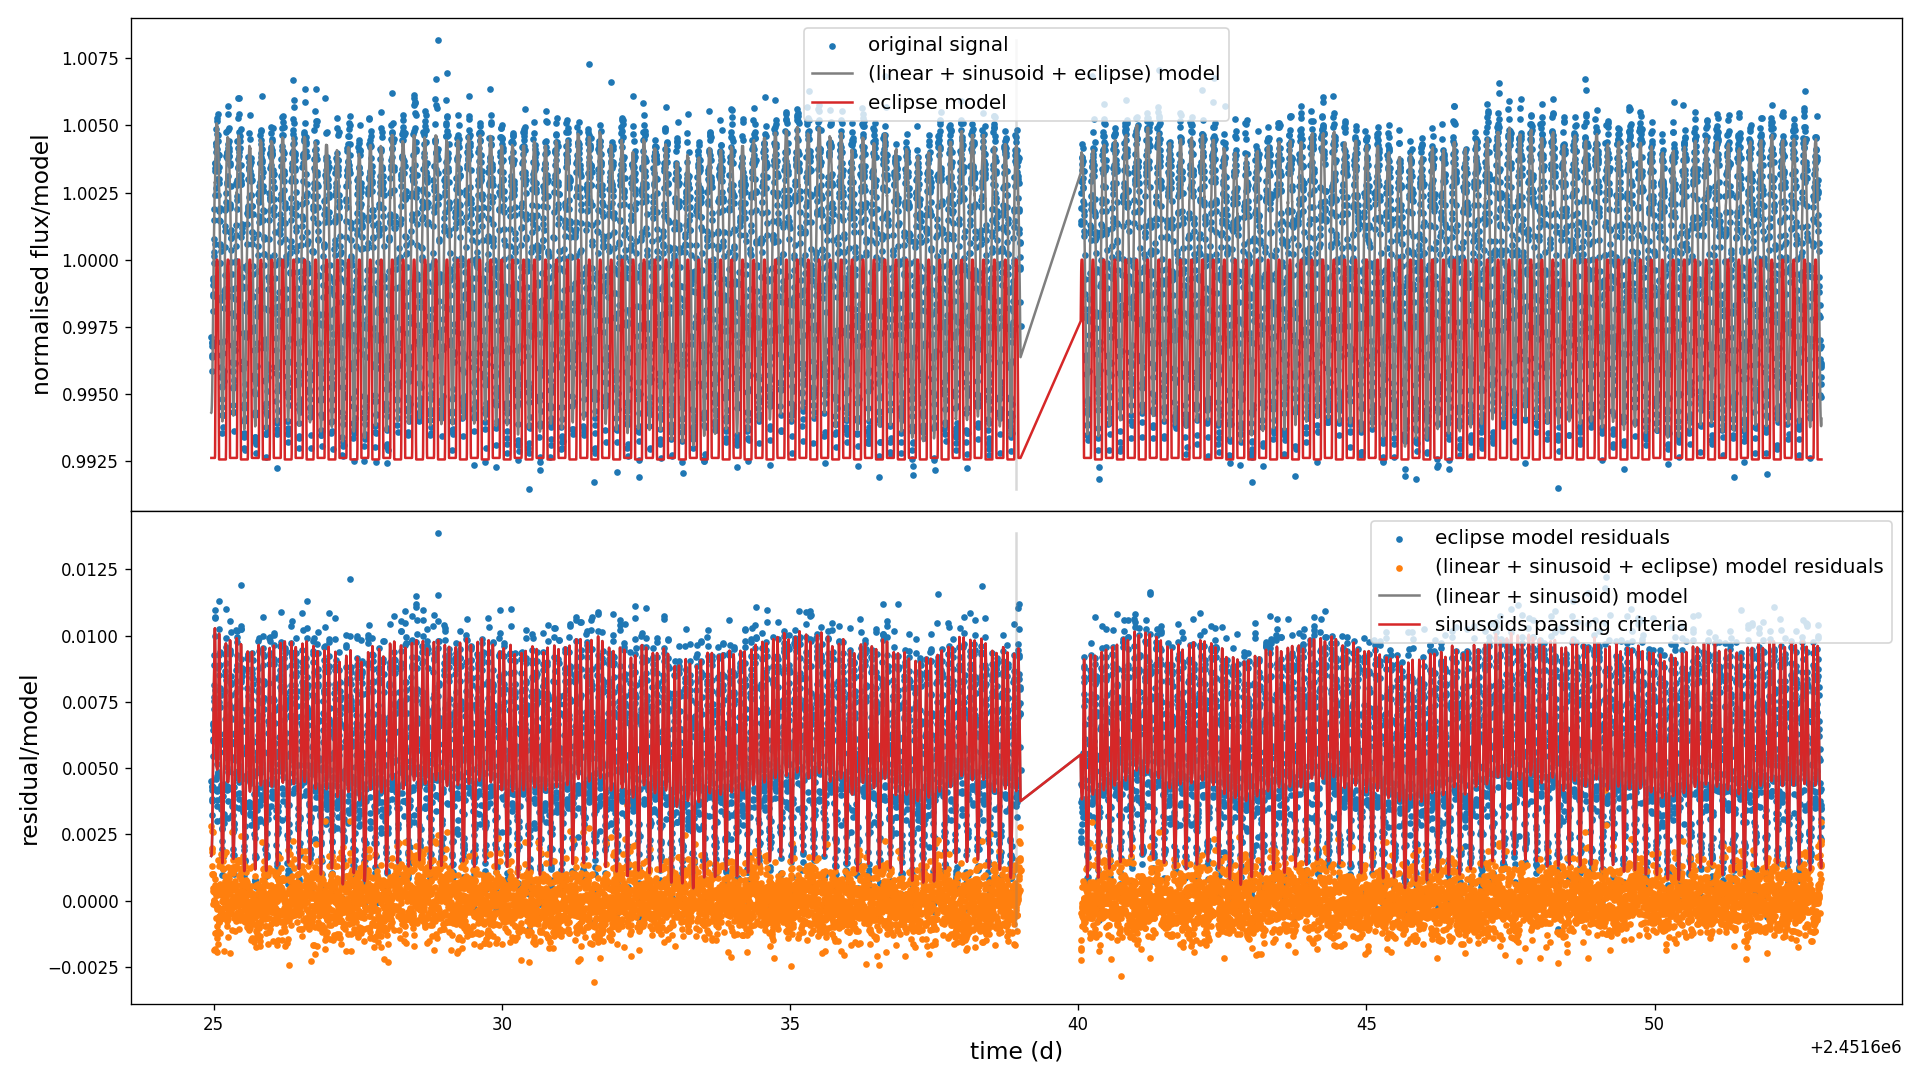 original signal
(linear + sinusoid + eclipse) model
eclipse model
normalised flux/model
1.0075
1.0050
1.0025
1.0000
0.9975
0.9950
0.9925
eclipse model residuals
(linear + sinusoid + eclipse) model residuals
(linear + sinusoid) model
sinusoids passing criteria
residual/model
0.0125
0.0100
0.0075
0.0050
0.0025
0.0000
−0.0025
25
30
35
40
45
50
time (d)
+2.4516e6